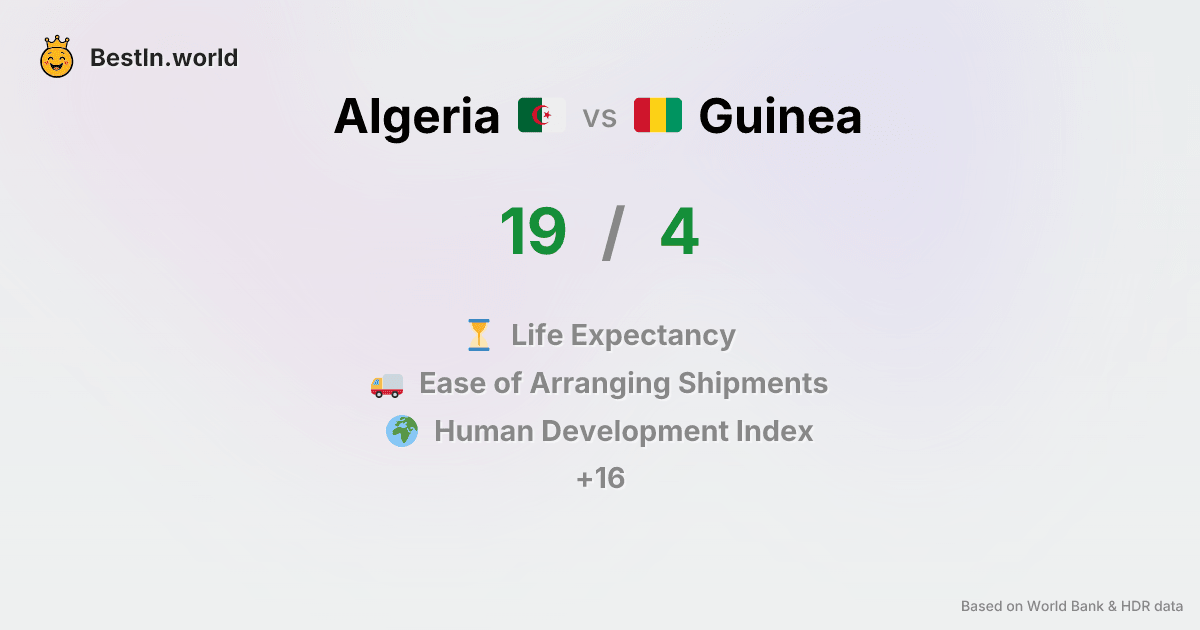 BestIn.world
Algeria vs Guinea
19 / 4
Life Expectancy
Ease of Arranging Shipments
Human Development Index
+16
Based on World Bank & HDR data